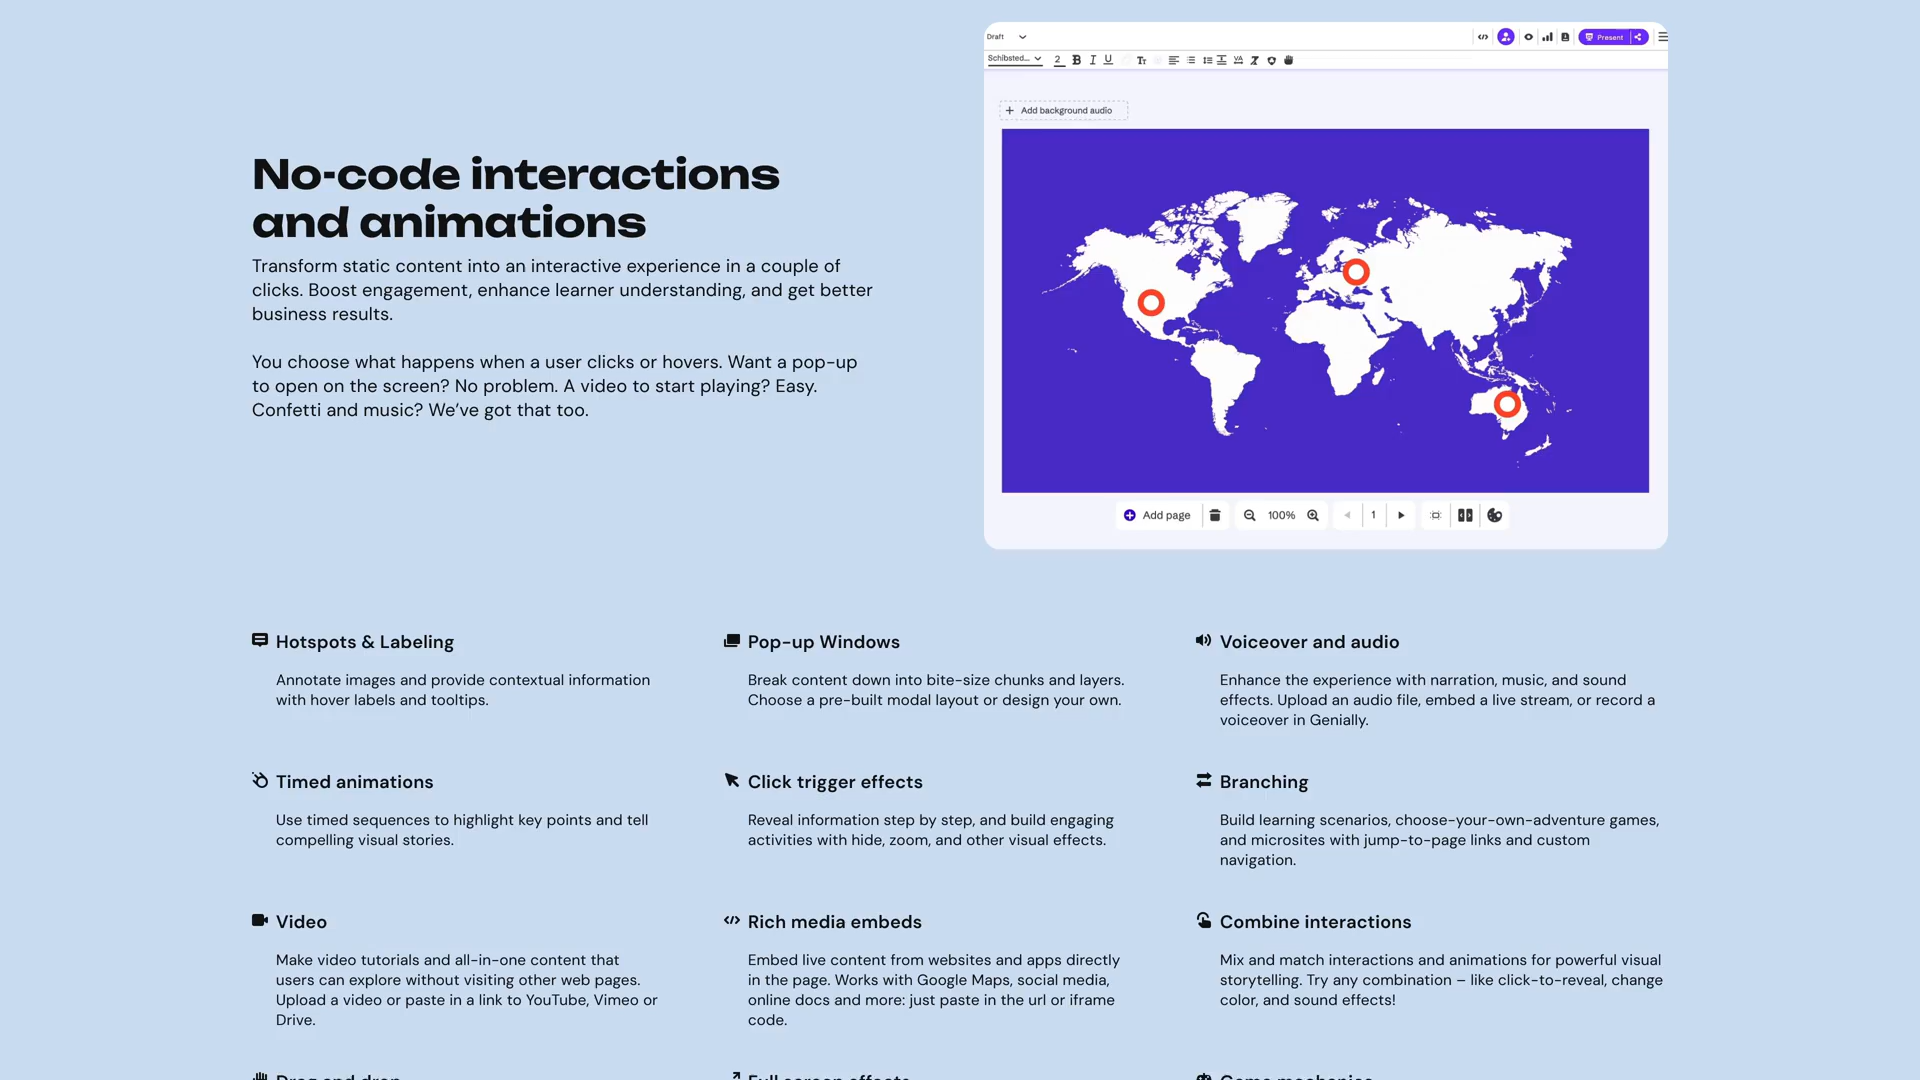 No-code interactions
and animations
Transform static content into an interactive experience in a couple of
clicks. Boost engagement, enhance learner understanding, and get better
business results.
You choose what happens when a user clicks or hovers. Want a pop-up
to open on the screen? No problem. A video to start playing? Easy.
Confetti and music? We’ve got that too.
Draft
Present
Schibsted...
2
B I U
Add background audio
Add page
100%
1
Hotspots & Labeling
Annotate images and provide contextual information
with hover labels and tooltips.
Pop-up Windows
Break content down into bite-size chunks and layers.
Choose a pre-built modal layout or design your own.
Voiceover and audio
Enhance the experience with narration, music, and sound
effects. Upload an audio file, embed a live stream, or record a
voiceover in Genially.
Timed animations
Use timed sequences to highlight key points and tell
compelling visual stories.
Click trigger effects
Reveal information step by step, and build engaging
activities with hide, zoom, and other visual effects.
Branching
Build learning scenarios, choose-your-own-adventure games,
and microsites with jump-to-page links and custom
navigation.
Video
Make video tutorials and all-in-one content that
users can explore without visiting other web pages.
Upload a video or paste in a link to YouTube, Vimeo or
Drive.
Rich media embeds
Embed live content from websites and apps directly
in the page. Works with Google Maps, social media,
online docs and more: just paste in the url or iframe
code.
Combine interactions
Mix and match interactions and animations for powerful visual
storytelling. Try any combination – like click-to-reveal, change
color, and sound effects!
Drag and drop
Full screen effects
Game mechanics